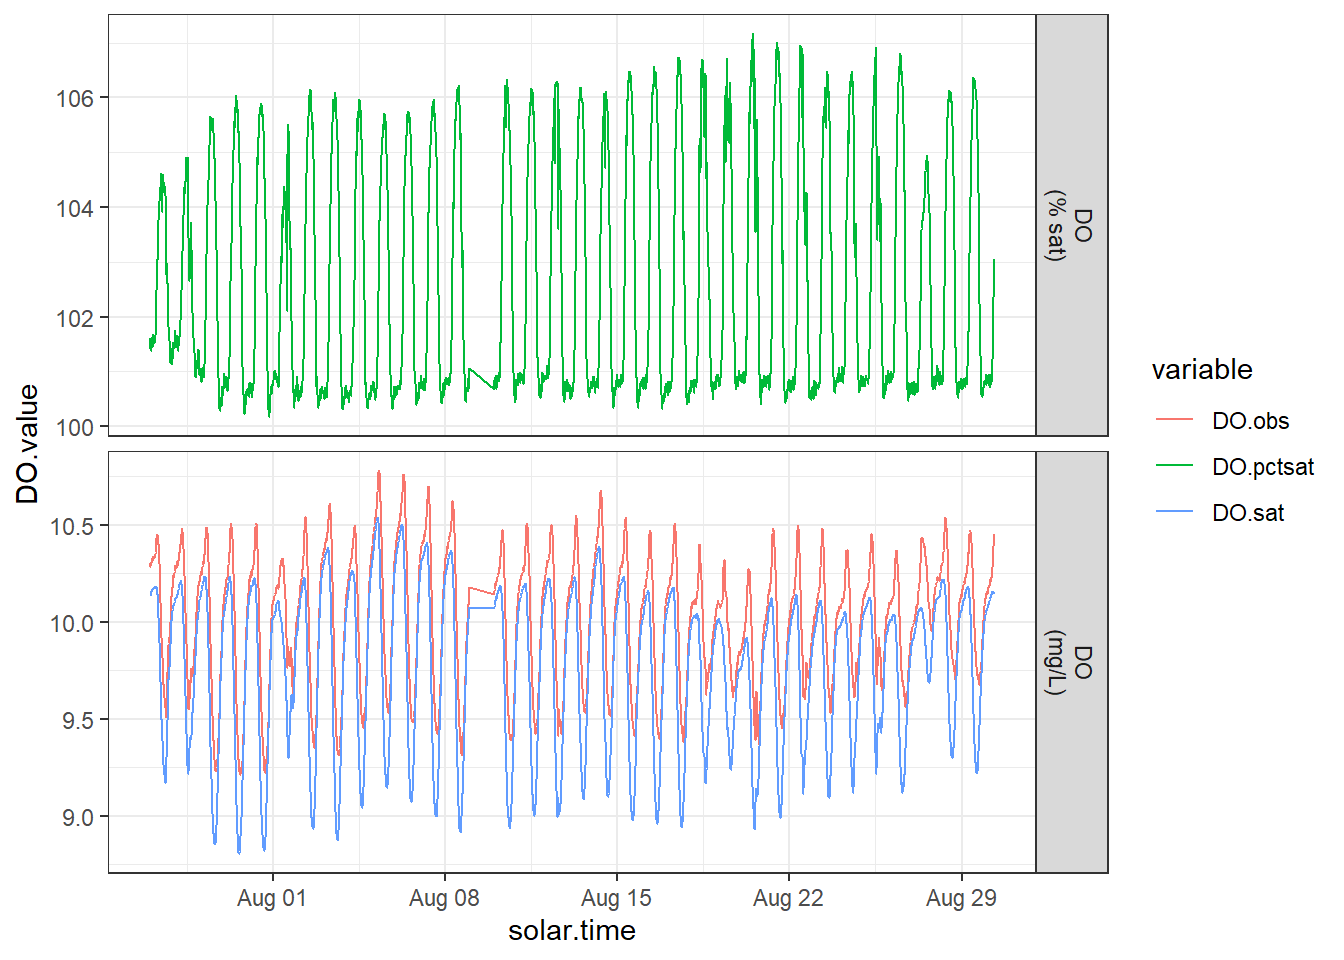 DO.value
106
104
102
100
DO
(% sat)
10.5
10.0
9.5
9.0
DO
(mg/L)
Aug 01
Aug 08
Aug 15
Aug 22
Aug 29
solar.time
variable
DO.obs
DO.pctsat
DO.sat